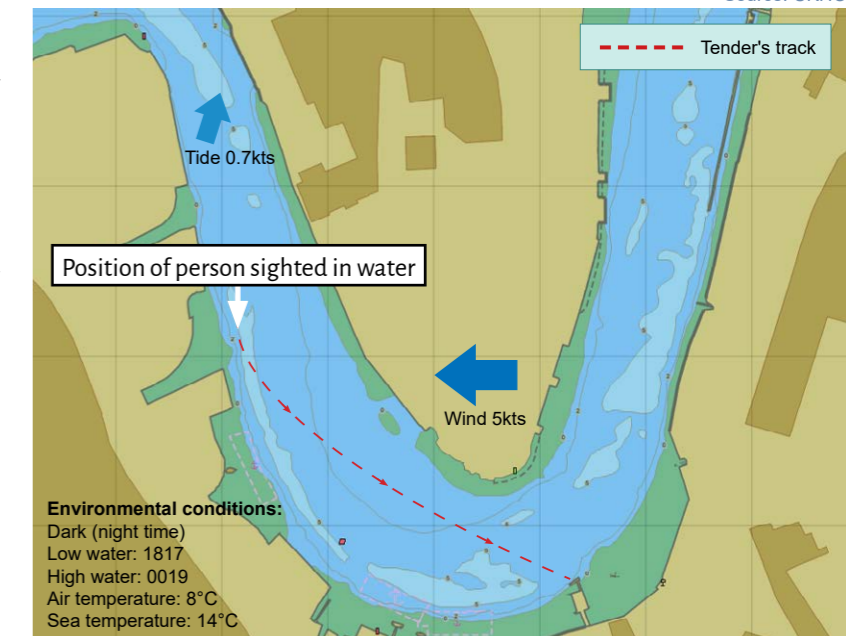 Tender's track
Tide 0.7kts
Position of person sighted in water
Wind 5kts
Environmental conditions:
Dark (night time)
Low water: 1817
High water: 0019
Air temperature: 8°C
Sea temperature: 14°C